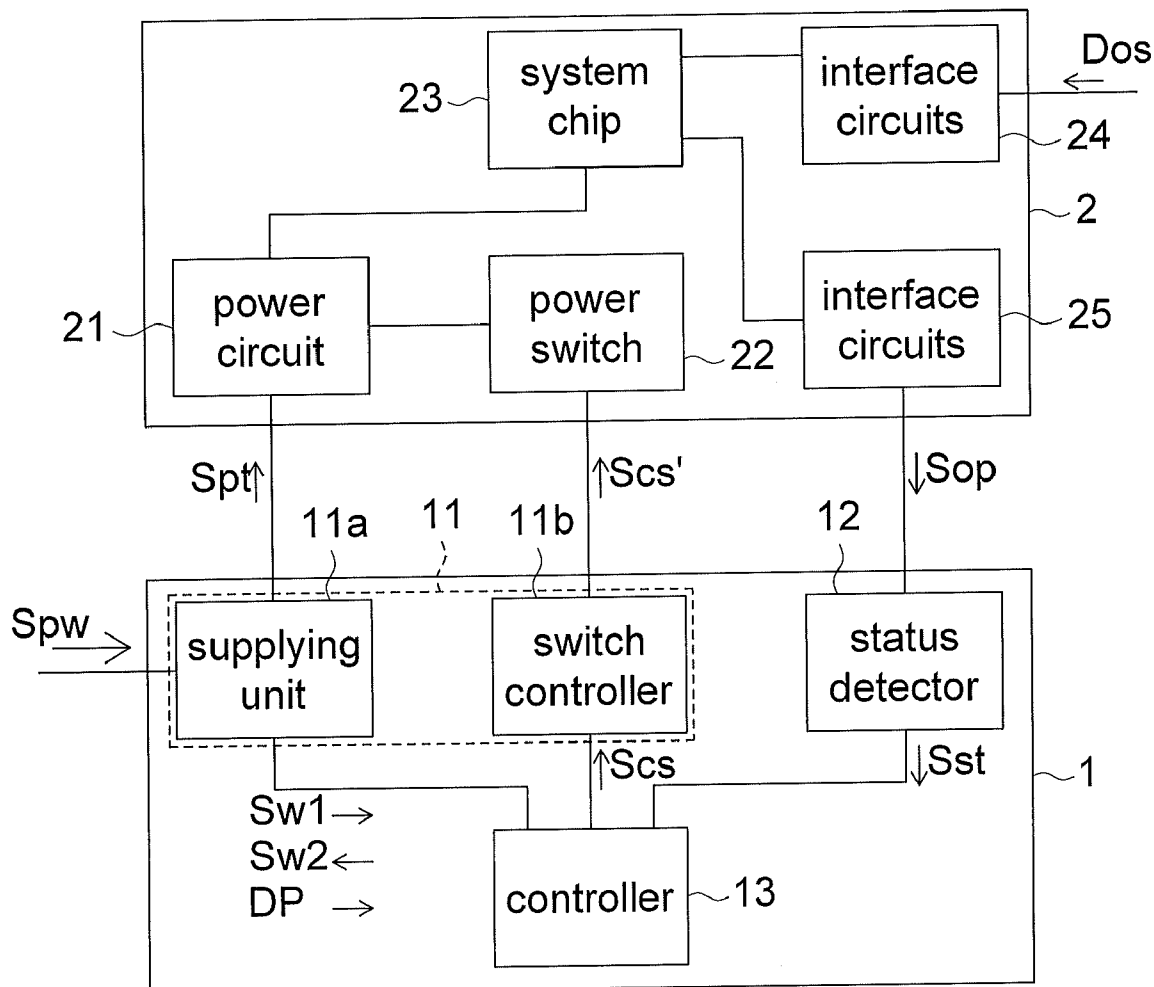 system
chip
23
interface
circuits
Dos
24
2
power
circuit
21
power
switch
22
interface
circuits
25
Spt
Scs'
Sop
11a
11
11b
12
Spw
supplying
unit
switch
controller
status
detector
Scs
Sst
1
Sw1
Sw2
DP
controller
13